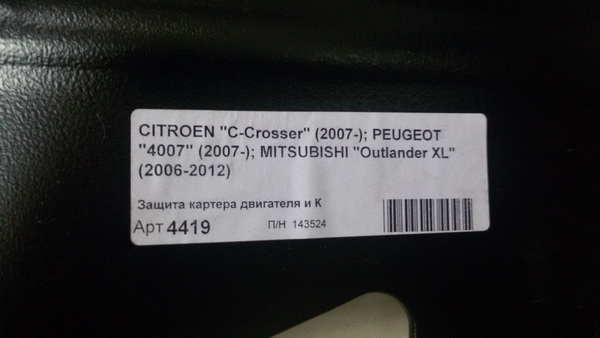 CITROEN "C-Crosser" (2007-); PEUGEOT
"4007" (2007-); MITSUBISHI "Outlander XL"
(2006-2012)
Защита картера двигателя и К
Арт 4419 П/Н 143524